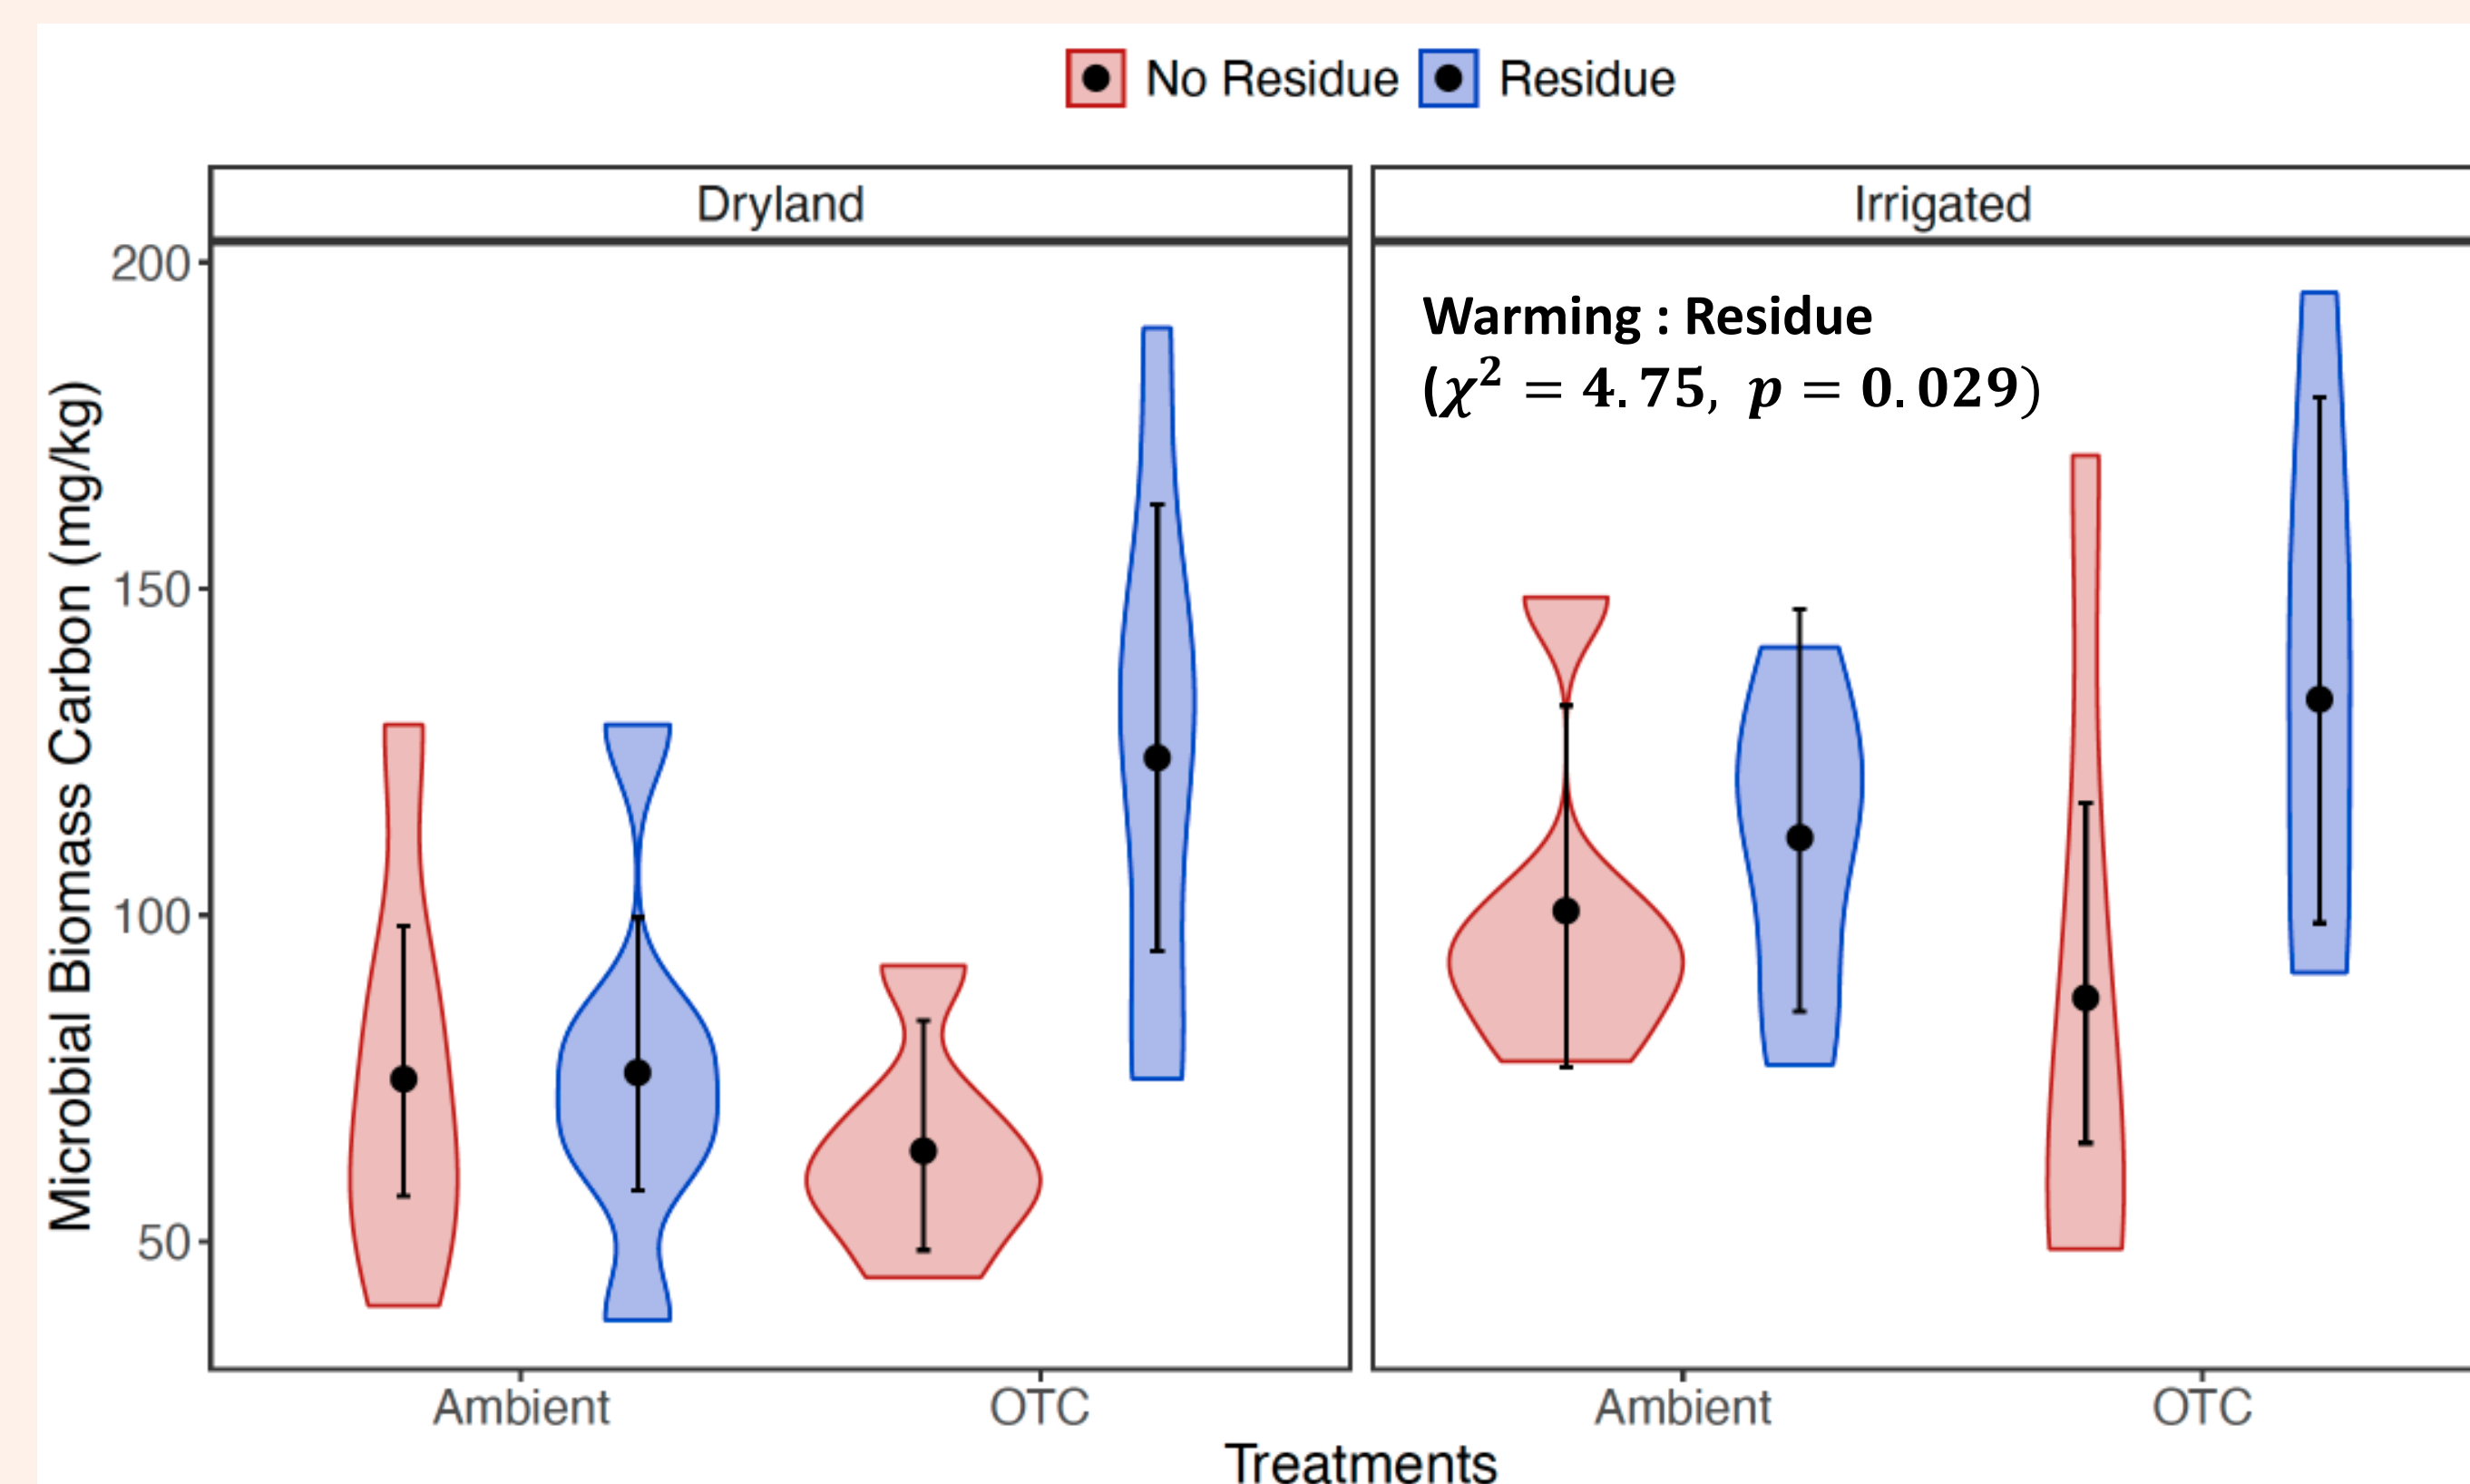 No Residue Residue
Dryland Irrigated
200
Warming : Residue
(χ² = 4.75, p = 0.029)
150
100
50
Microbial Biomass Carbon (mg/kg)
Ambient OTC Ambient OTC
Treatments